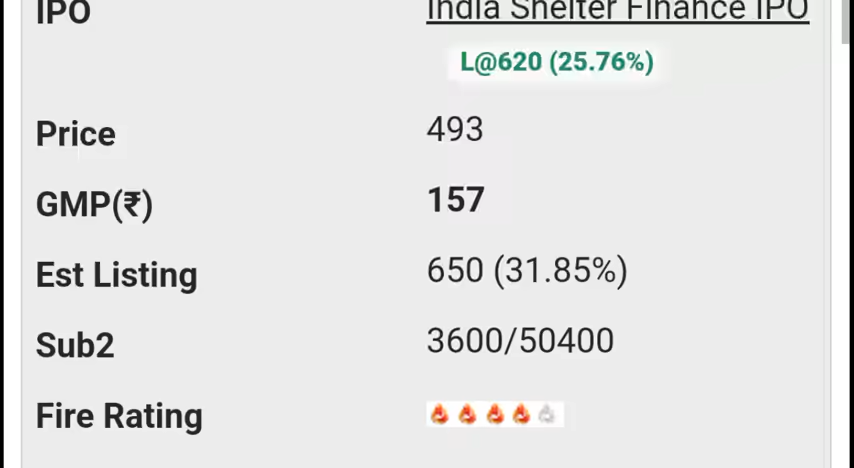 IPO India Shelter Finance IPO
L@620 (25.76%)
Price 493
GMP(₹) 157
Est Listing 650 (31.85%)
Sub2 3600/50400
Fire Rating